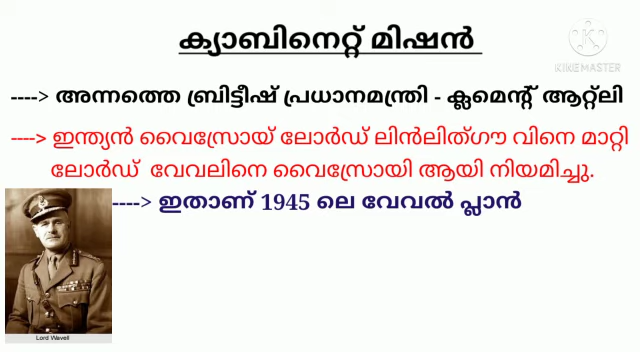 ക്യാബിനെറ്റ് മിഷൻ
KINEMASTER
----> അന്നത്തെ ബ്രിട്ടീഷ് പ്രധാനമന്ത്രി - ക്ലമെന്റ് ആറ്റ്ലി
----> ഇന്ത്യൻ വൈസ്രോയ് ലോർഡ് ലിൻലിത്ഗൗ വിനെ മാറ്റി
ലോർഡ് വേവലിനെ വൈസ്രോയി ആയി നിയമിച്ചു.
----> ഇതാണ് 1945 ലെ വേവൽ പ്ലാൻ
Lord Wavell